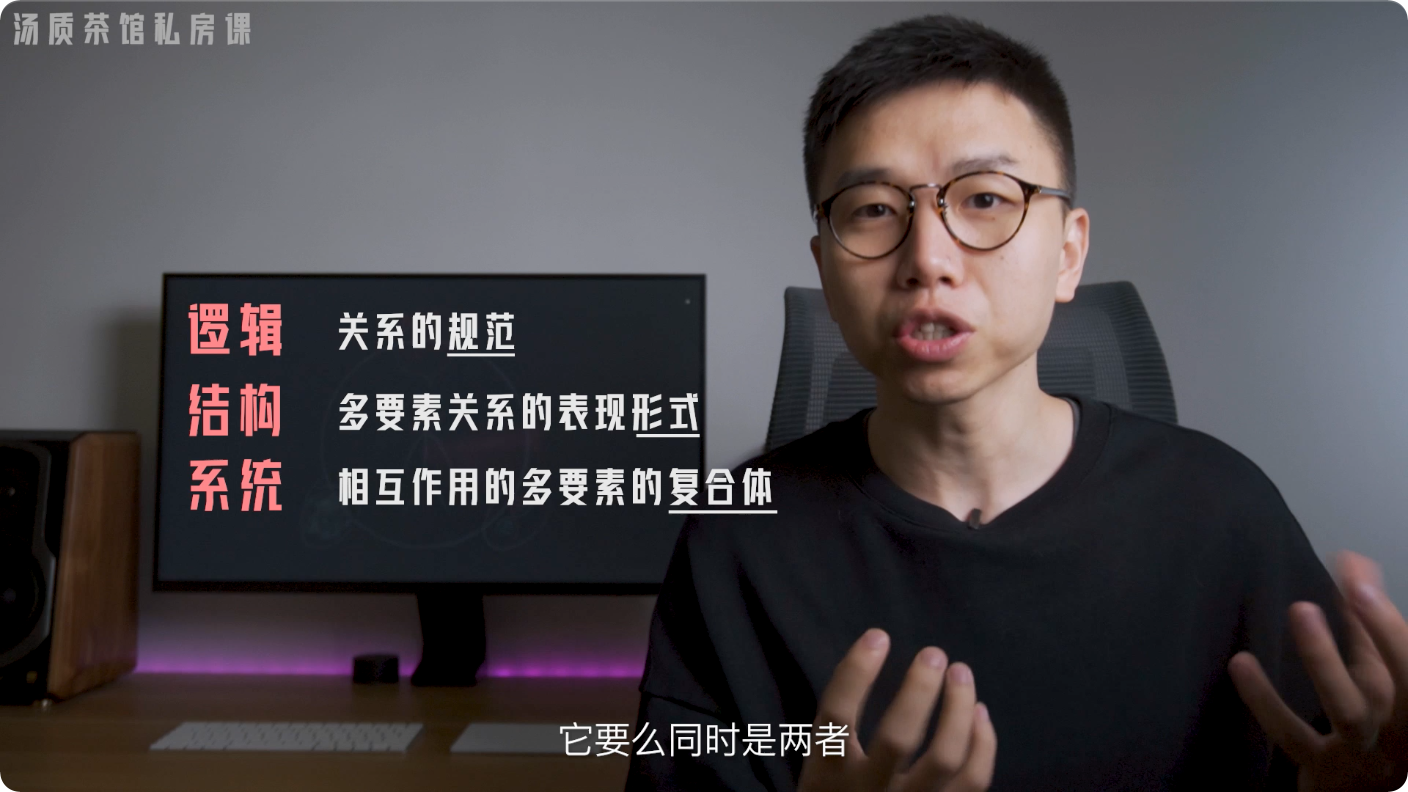 汤质茶馆私房课
逻辑 关系的规范
结构 多要素关系的表现形式
系统 相互作用的多要素的复合体
它要么同时是两者